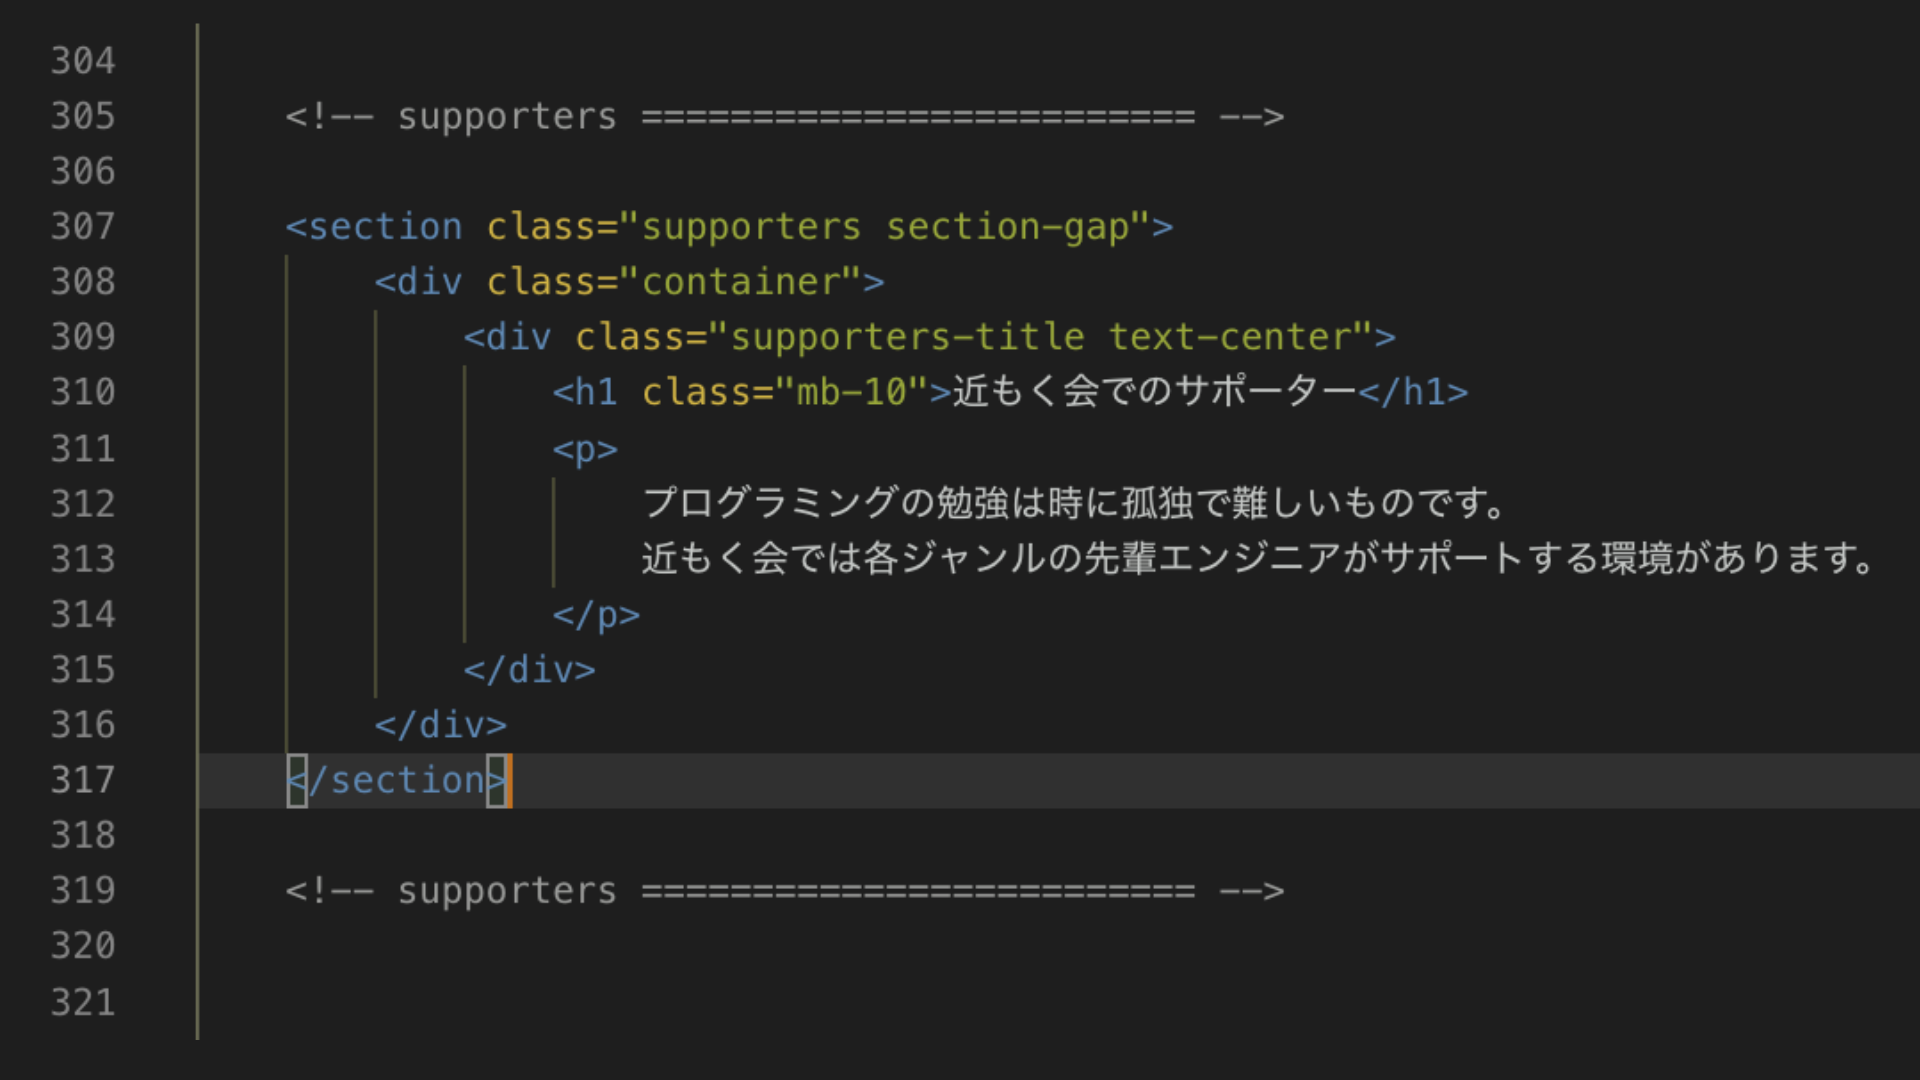 304
305 <!-- supporters ========================= -->
306
307 <section class="supporters section-gap">
308 <div class="container">
309 <div class="supporters-title text-center">
310 <h1 class="mb-10">近もく会でのサポーター</h1>
311 <p>
312 プログラミングの勉強は時に孤独で難しいものです。
313 近もく会では各ジャンルの先輩エンジニアがサポートする環境があります。
314 </p>
315 </div>
316 </div>
317 </section>
318
319 <!-- supporters ========================= -->
320
321